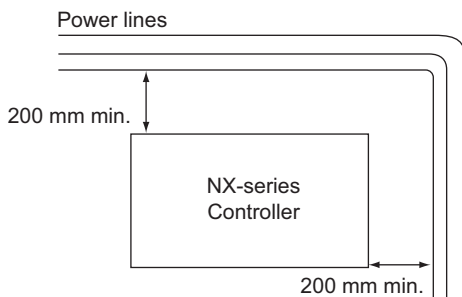 Power lines
200 mm min.
NX-series
Controller
200 mm min.